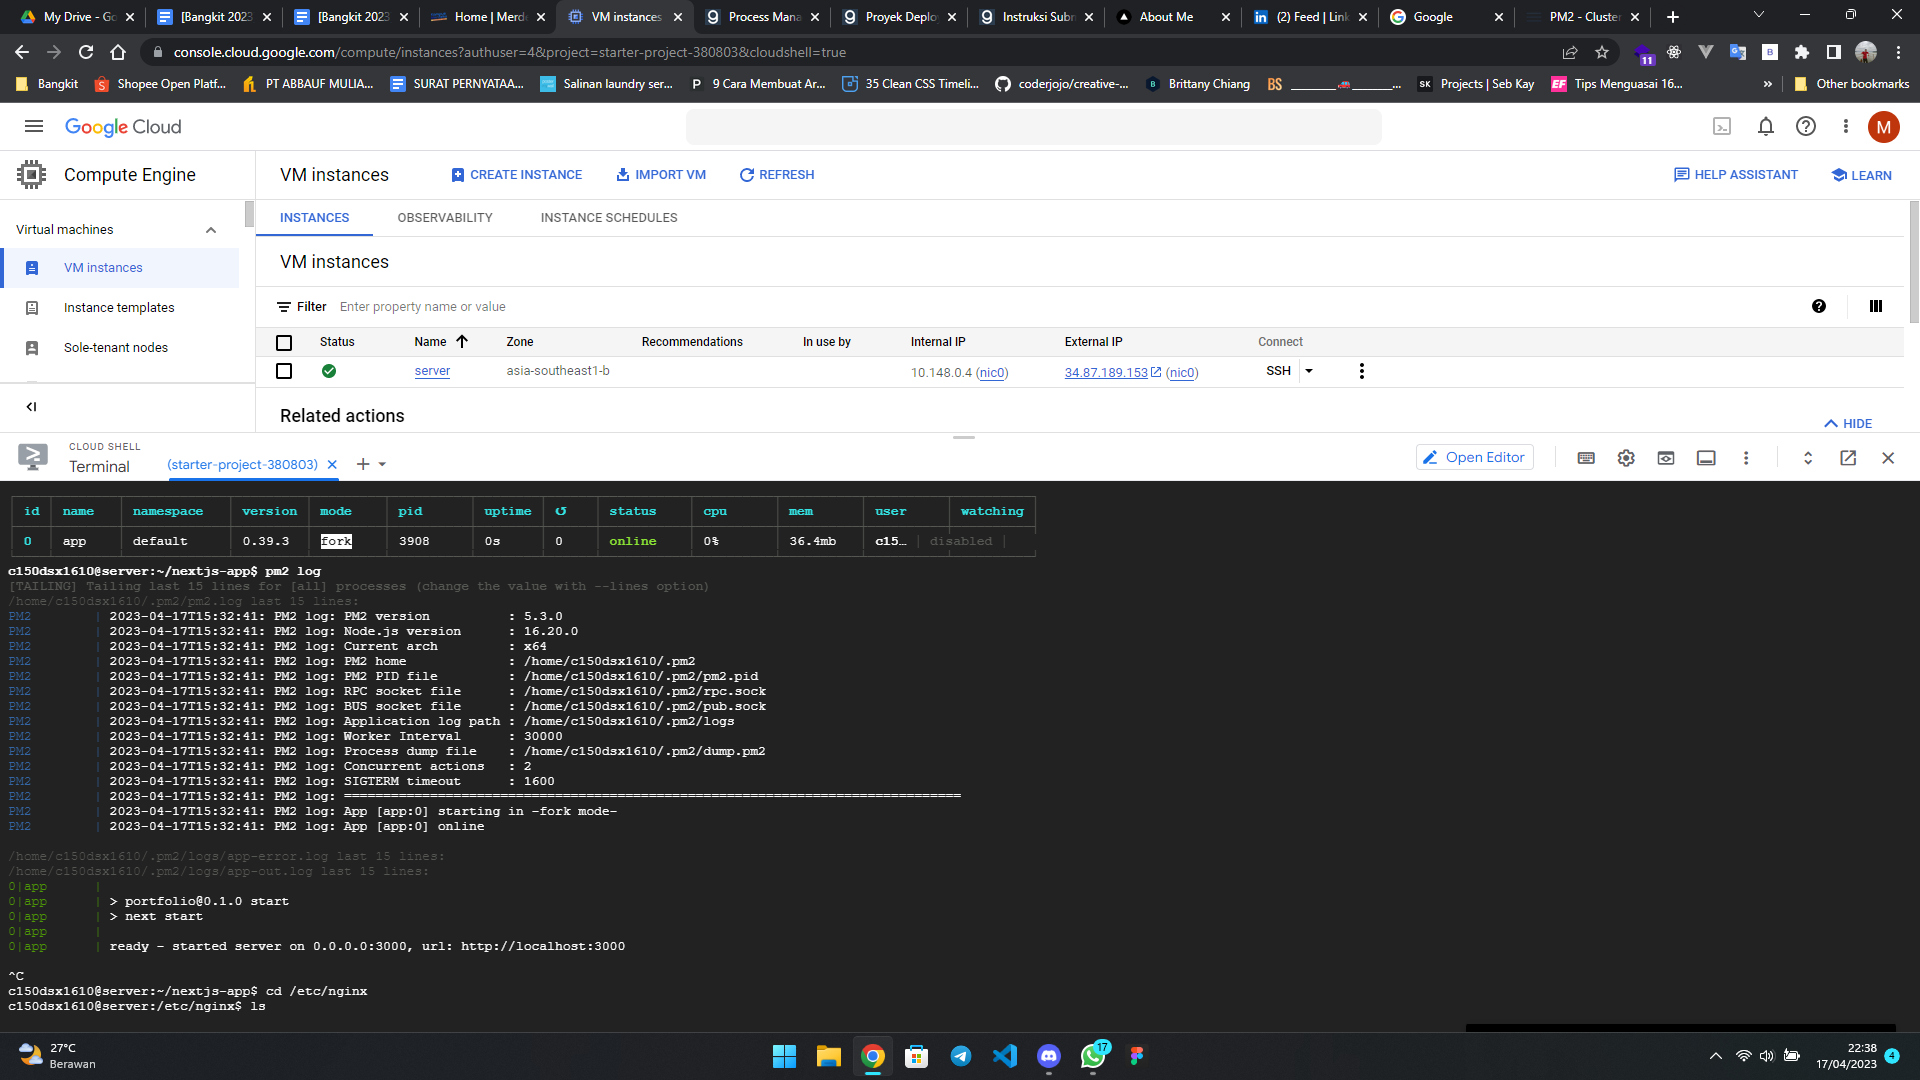 My Drive - Go
[Bangkit 2023
[Bangkit 2023
Home | Merd
VM instances
Process Mana
Proyek Deplo
Instruksi Subm
About Me
(2) Feed | Link
Google
PM2 - Cluster
console.cloud.google.com/compute/instances?authuser=4&project=starter-project-380803&cloudshell=true
11
Bangkit
Shopee Open Platf...
PT ABBAUF MULIA...
SURAT PERNYATAA...
Salinan laundry ser...
P 9 Cara Membuat Ar...
35 Clean CSS Timeli...
coderjojo/creative-...
Brittany Chiang
BS
SK Projects | Seb Kay
EF Tips Menguasai 16...
»
Other bookmarks
Google Cloud
M
Compute Engine
VM instances
CREATE INSTANCE
IMPORT VM
REFRESH
HELP ASSISTANT
LEARN
Virtual machines
INSTANCES
OBSERVABILITY
INSTANCE SCHEDULES
VM instances
VM instances
Instance templates
Filter Enter property name or value
Sole-tenant nodes
Status Name Zone Recommendations In use by Internal IP External IP Connect
server asia-southeast1-b 10.148.0.4 (nic0) 34.87.189.153 (nic0) SSH
Related actions
HIDE
CLOUD SHELL
Terminal
(starter-project-380803)
Open Editor
id name namespace version mode pid uptime ↺ status cpu mem user watching
0 app default 0.39.3 fork 3908 0s 0 online 0% 36.4mb c15… disabled
c150dsx1610@server:~/nextjs-app$ pm2 log
[TAILING] Tailing last 15 lines for [all] processes (change the value with --lines option)
/home/c150dsx1610/.pm2/pm2.log last 15 lines:
PM2 | 2023-04-17T15:32:41: PM2 log: PM2 version : 5.3.0
PM2 | 2023-04-17T15:32:41: PM2 log: Node.js version : 16.20.0
PM2 | 2023-04-17T15:32:41: PM2 log: Current arch : x64
PM2 | 2023-04-17T15:32:41: PM2 log: PM2 home : /home/c150dsx1610/.pm2
PM2 | 2023-04-17T15:32:41: PM2 log: PM2 PID file : /home/c150dsx1610/.pm2/pm2.pid
PM2 | 2023-04-17T15:32:41: PM2 log: RPC socket file : /home/c150dsx1610/.pm2/rpc.sock
PM2 | 2023-04-17T15:32:41: PM2 log: BUS socket file : /home/c150dsx1610/.pm2/pub.sock
PM2 | 2023-04-17T15:32:41: PM2 log: Application log path : /home/c150dsx1610/.pm2/logs
PM2 | 2023-04-17T15:32:41: PM2 log: Worker Interval : 30000
PM2 | 2023-04-17T15:32:41: PM2 log: Process dump file : /home/c150dsx1610/.pm2/dump.pm2
PM2 | 2023-04-17T15:32:41: PM2 log: Concurrent actions : 2
PM2 | 2023-04-17T15:32:41: PM2 log: SIGTERM timeout : 1600
PM2 | 2023-04-17T15:32:41: PM2 log: ===============================================================================
PM2 | 2023-04-17T15:32:41: PM2 log: App [app:0] starting in -fork mode-
PM2 | 2023-04-17T15:32:41: PM2 log: App [app:0] online
/home/c150dsx1610/.pm2/logs/app-error.log last 15 lines:
/home/c150dsx1610/.pm2/logs/app-out.log last 15 lines:
0|app |
0|app | > portfolio@0.1.0 start
0|app | > next start
0|app |
0|app | ready - started server on 0.0.0.0:3000, url: http://localhost:3000
^C
c150dsx1610@server:~/nextjs-app$ cd /etc/nginx
c150dsx1610@server:/etc/nginx$ ls
27°C
Berawan
17
22:38
17/04/2023
4